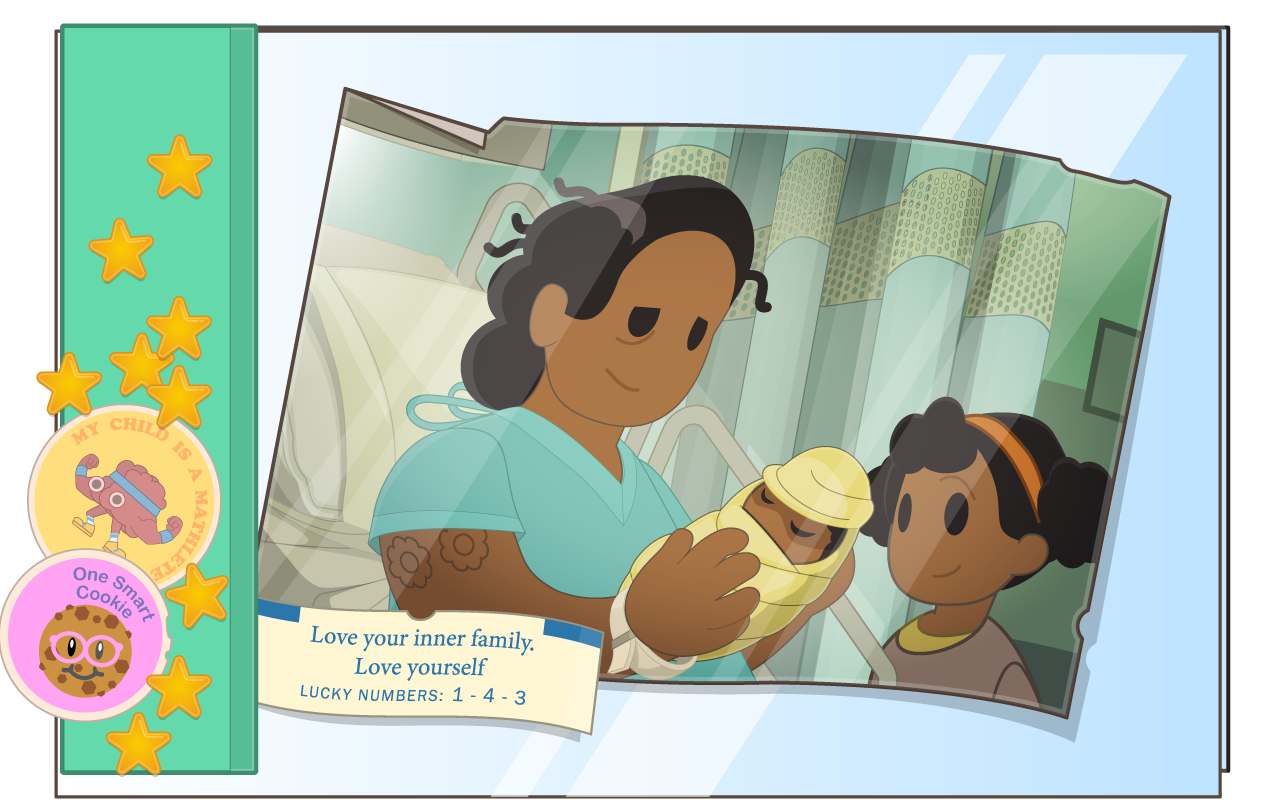 MY CHILD IS A MATHLETE
One Smart
Cookie
Love your inner family.
Love yourself
LUCKY NUMBERS: 1 - 4 - 3